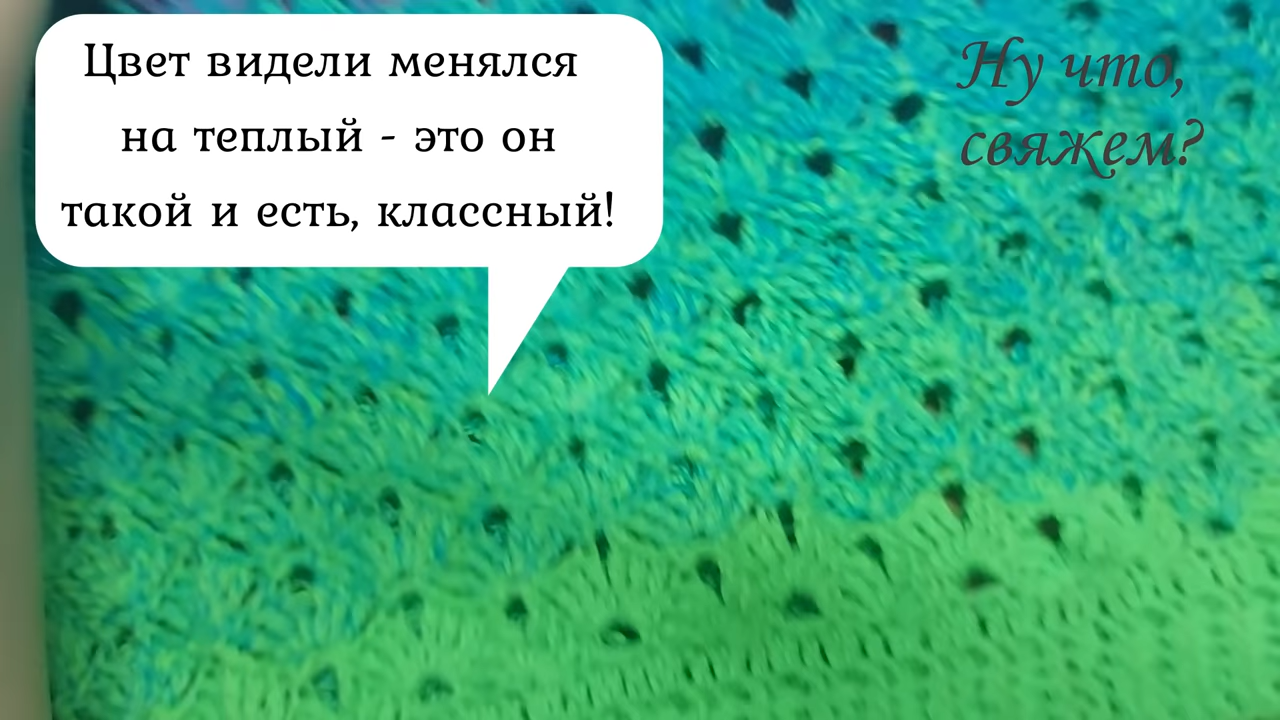 Цвет видели менялся
на теплый - это он
такой и есть, классный!
Ну что,
свяжем?